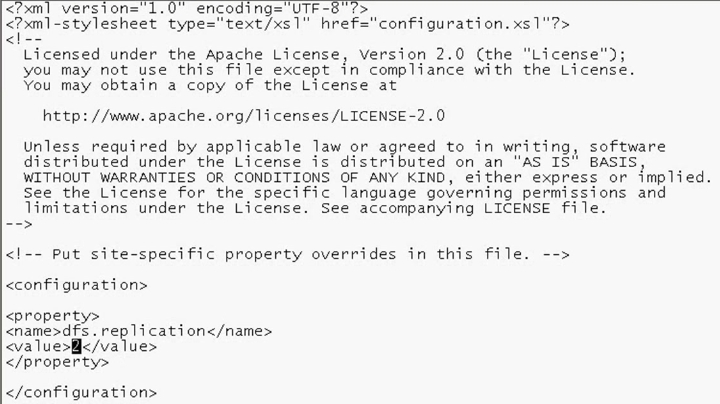 <?xml version="1.0" encoding="UTF-8"?>
<?xml-stylesheet type="text/xsl" href="configuration.xsl"?>
<!--
  Licensed under the Apache License, Version 2.0 (the "License");
  you may not use this file except in compliance with the License.
  You may obtain a copy of the License at

    http://www.apache.org/licenses/LICENSE-2.0

  Unless required by applicable law or agreed to in writing, software
  distributed under the License is distributed on an "AS IS" BASIS,
  WITHOUT WARRANTIES OR CONDITIONS OF ANY KIND, either express or implied.
  See the License for the specific language governing permissions and
  limitations under the License. See accompanying LICENSE file.
-->

<!-- Put site-specific property overrides in this file. -->

<configuration>

<property>
<name>dfs.replication</name>
<value>2</value>
</property>

</configuration>